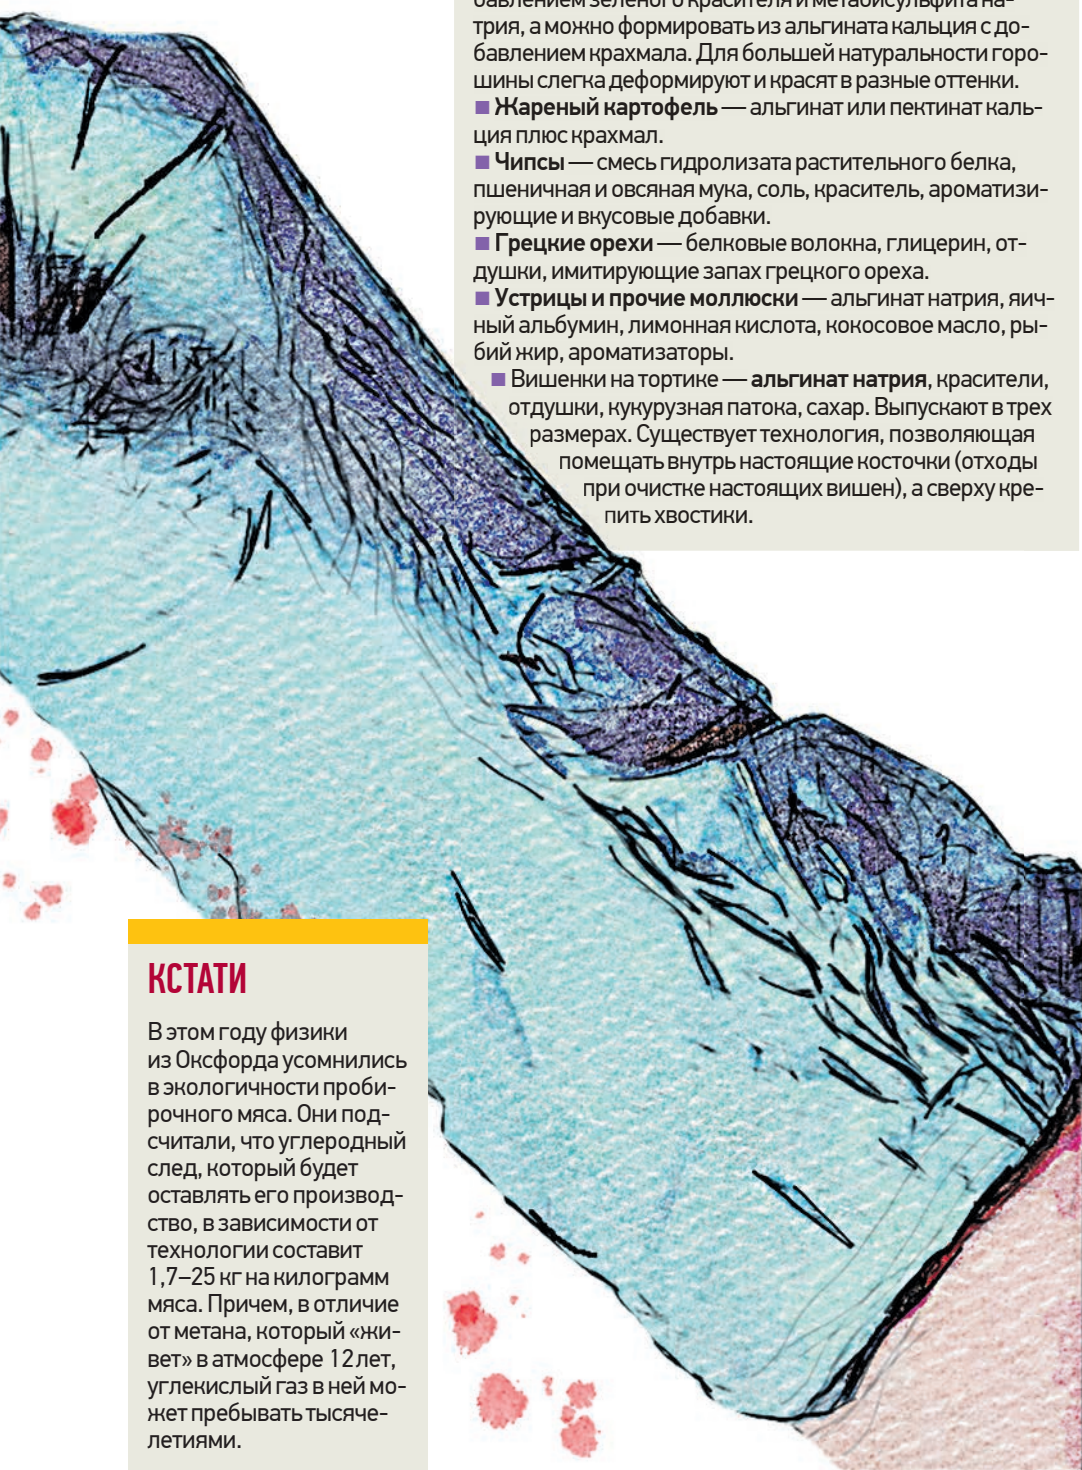 бавлением зеленого красителя и метабисульфита на-
трия, а можно формировать из альгината кальция с до-
бавлением крахмала. Для большей натуральности горо-
шины слегка деформируют и красят в разные оттенки.
■ Жареный картофель — альгинат или пектинат каль-
ция плюс крахмал.
■ Чипсы — смесь гидролизата растительного белка,
пшеничная и овсяная мука, соль, краситель, ароматизи-
рующие и вкусовые добавки.
■ Грецкие орехи — белковые волокна, глицерин, от-
душки, имитирующие запах грецкого ореха.
■ Устрицы и прочие моллюски — альгинат натрия, яич-
ный альбумин, лимонная кислота, кокосовое масло, ры-
бий жир, ароматизаторы.
■ Вишенки на тортике — альгинат натрия, красители,
отдушки, кукурузная патока, сахар. Выпускают в трех
размерах. Существует технология, позволяющая
помещать внутрь настоящие косточки (отходы
при очистке настоящих вишен), а сверху кре-
пить хвостики.
КСТАТИ
В этом году физики
из Оксфорда усомнились
в экологичности проби-
рочного мяса. Они под-
считали, что углеродный
след, который будет
оставлять его производ-
ство, в зависимости от
технологии составит
1,7–25 кг на килограмм
мяса. Причем, в отличие
от метана, который «жи-
вет» в атмосфере 12 лет,
углекислый газ в ней мо-
жет пребывать тысяче-
летиями.